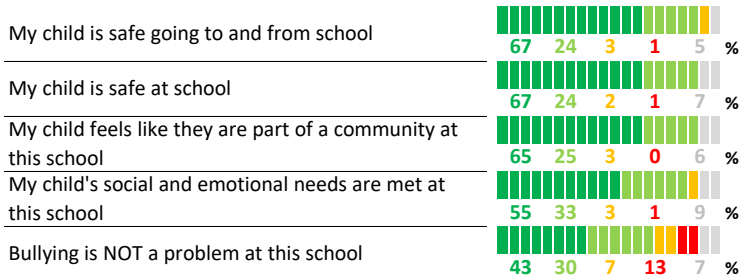 My child is safe going to and from school
67 24 3 1 5 %
My child is safe at school
67 24 2 1 7 %
My child feels like they are part of a community at
this school
65 25 3 0 6 %
My child's social and emotional needs are met at
this school
55 33 3 1 9 %
Bullying is NOT a problem at this school
43 30 7 13 7 %